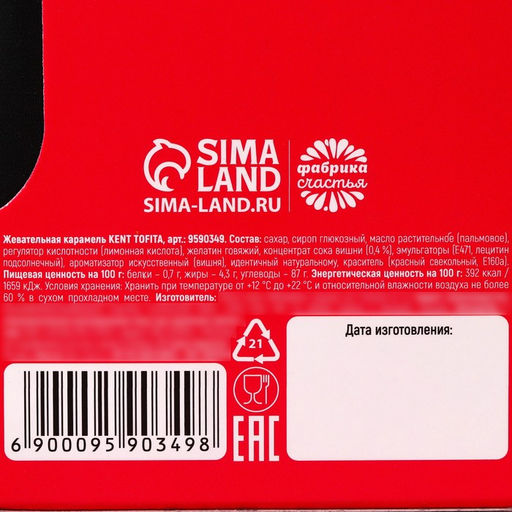 SIMA
LAND
SIMA-LAND.RU
фабрика
счастья
Жевательная карамель KENT TOFITA, арт.: 9590349. Состав: сахар, сироп глюкозный, масло растительное (пальмовое),
регулятор кислотности (лимонная кислота), желатин говяжий, концентрат сока вишни (0,4 %), эмульгаторы (Е471, лецитин
подсолнечный), ароматизатор искусственный (вишня), идентичный натуральному, краситель (красный свекольный, Е160а).
Пищевая ценность на 100 г: белки – 0,7 г, жиры – 4,3 г, углеводы – 87 г. Энергетическая ценность на 100 г: 392 ккал /
1659 кДж. Условия хранения: Хранить при температуре от +12 °С до +22 °С и относительной влажности воздуха не более
60 % в сухом прохладном месте. Изготовитель:
Дата изготовления:
21
EAC
6 900095 903498